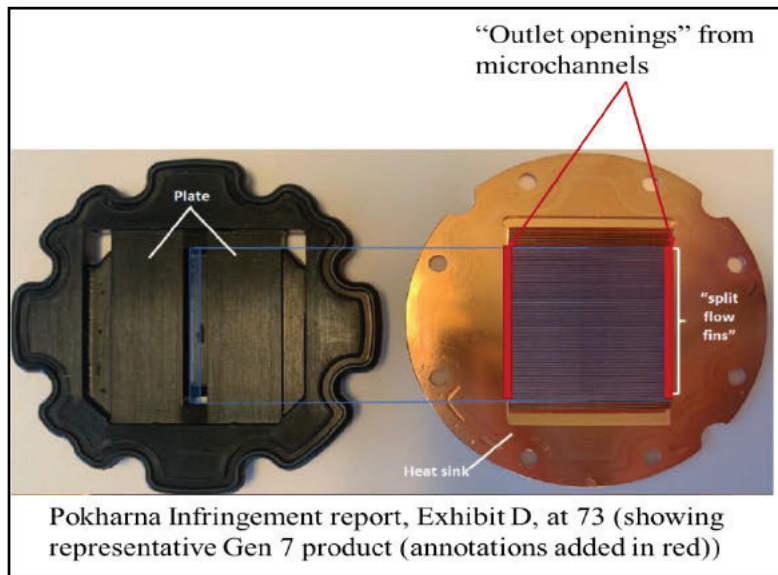 “Outlet openings” from
microchannels
Plate
“split
flow
fins”
Heat sink
Pokharna Infringement report, Exhibit D, at 73 (showing
representative Gen 7 product (annotations added in red))